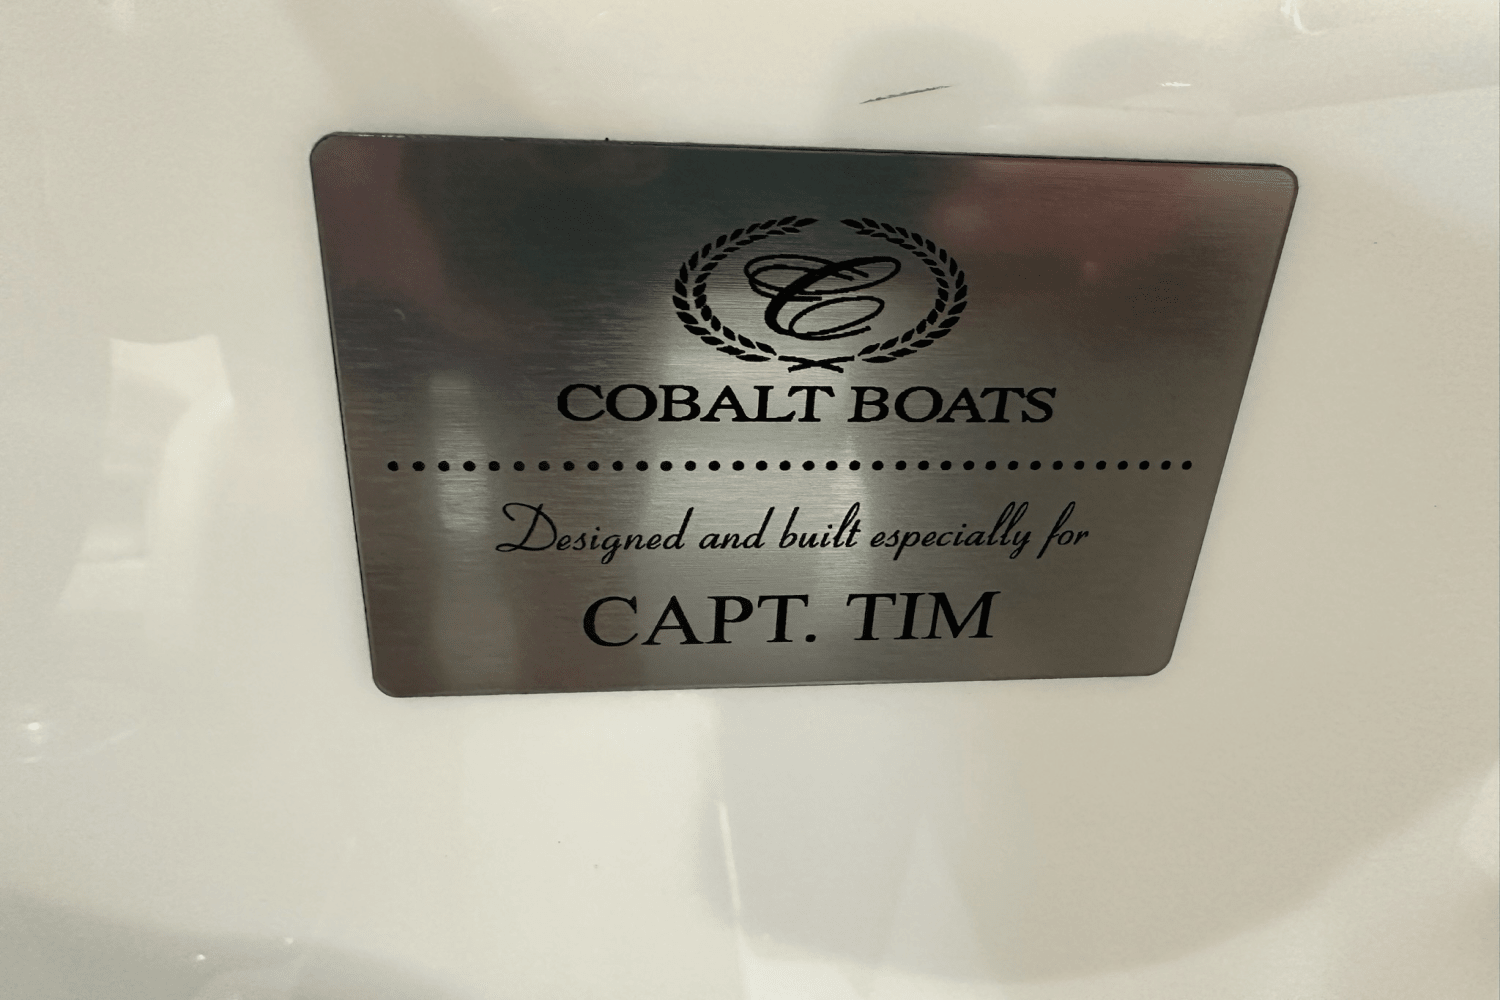 C
COBALT BOATS
Designed and built especially for
CAPT. TIM